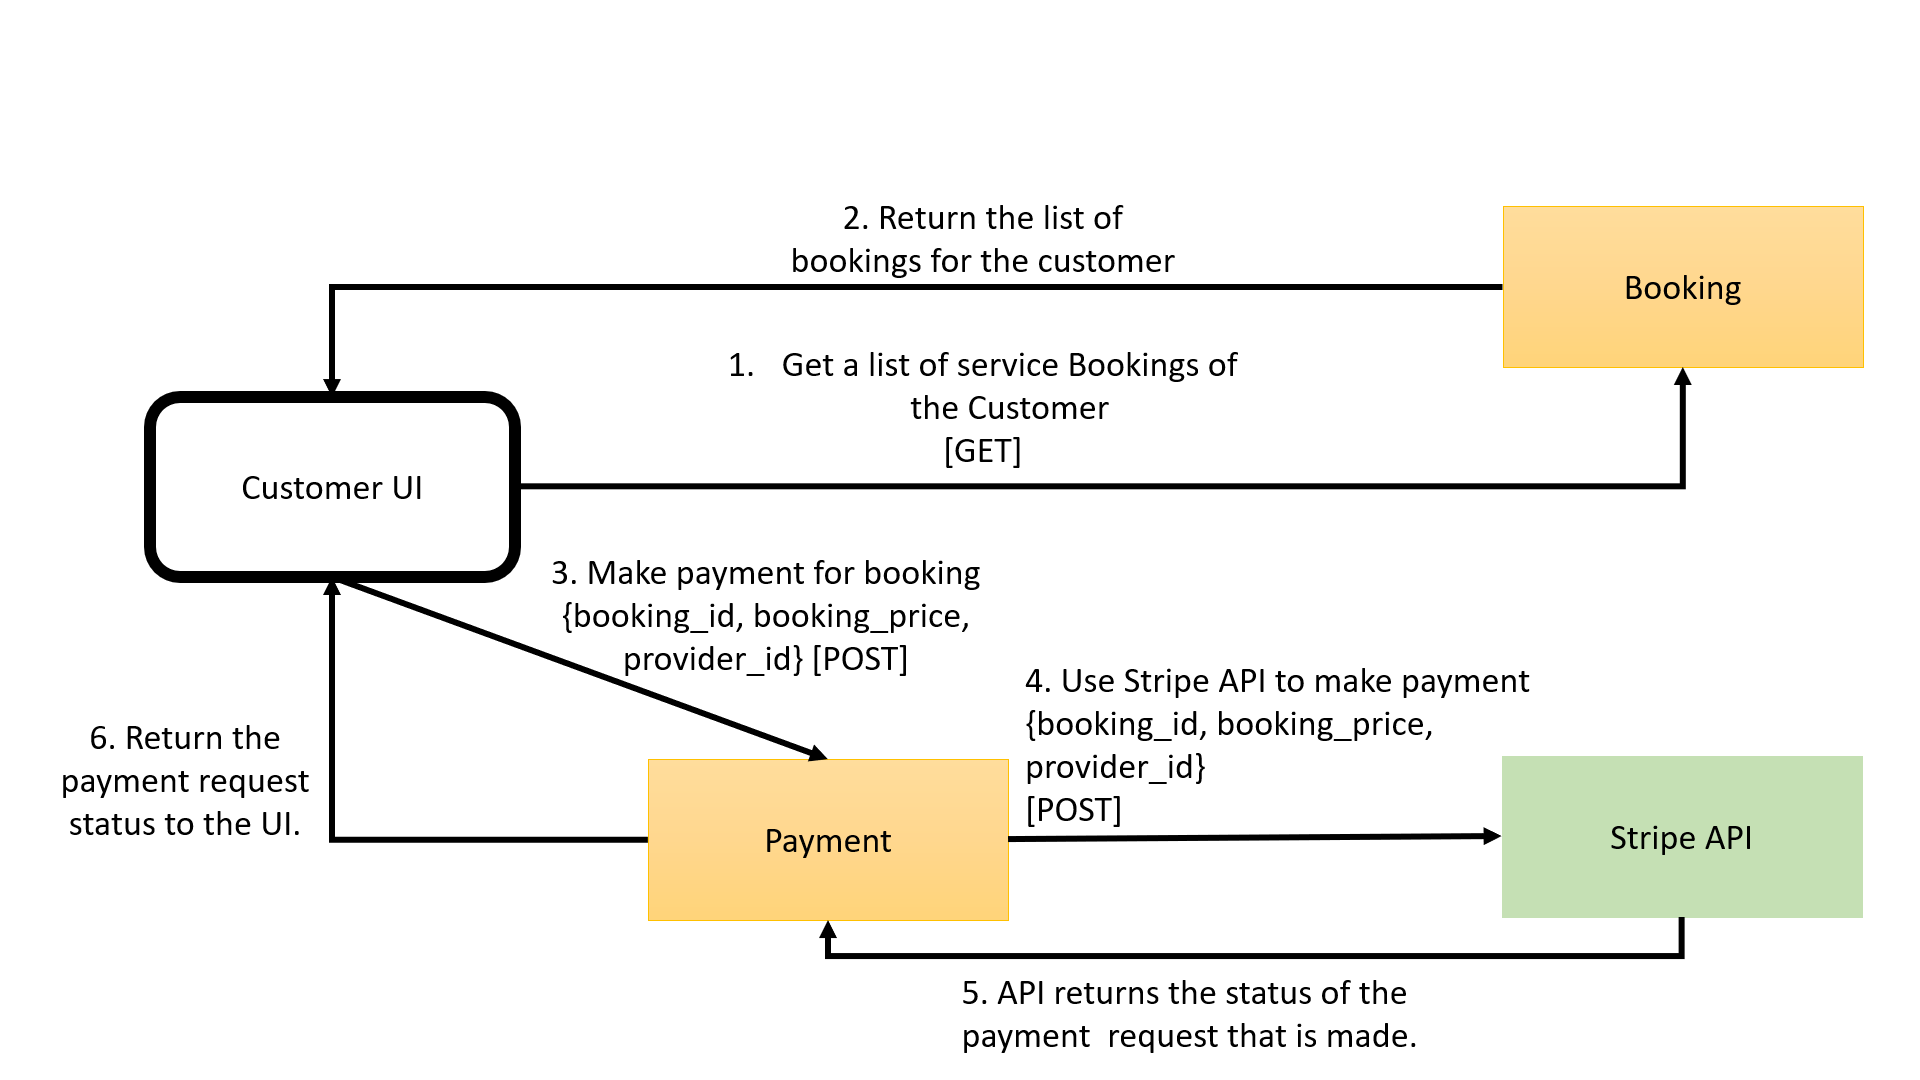 2. Return the list of
bookings for the customer
Booking
1. Get a list of service Bookings of
the Customer
[GET]
Customer UI
3. Make payment for booking
{booking_id, booking_price,
provider_id} [POST]
4. Use Stripe API to make payment
{booking_id, booking_price,
provider_id}
[POST]
6. Return the
payment request
status to the UI.
Payment
Stripe API
5. API returns the status of the
payment  request that is made.